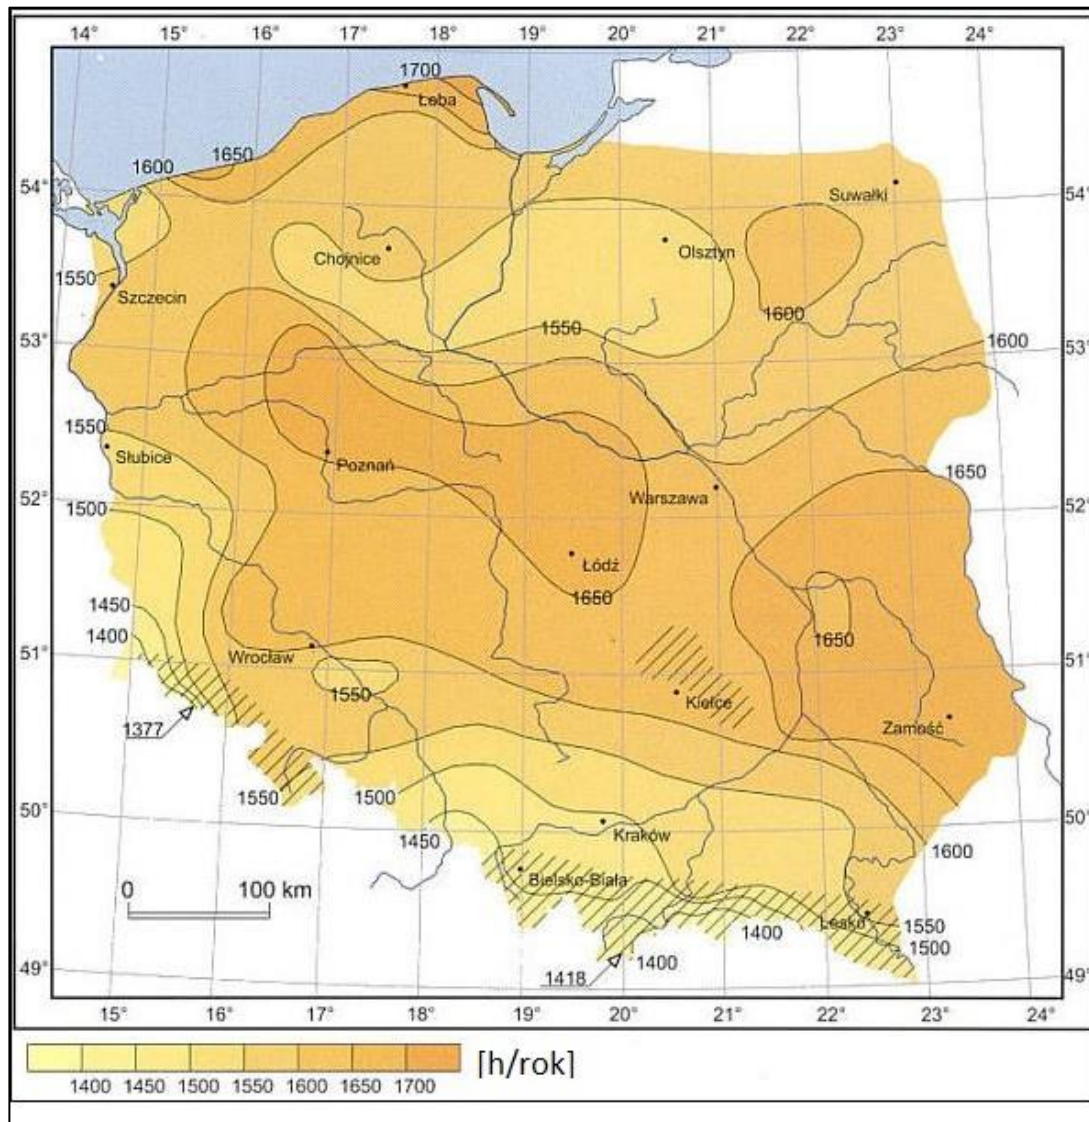 14° 15° 16° 17° 18° 19° 20° 21° 22° 23° 24°
1700
Łeba
1650
1600
54° 54°
Suwałki
Chojnice
Olsztyn
1550
Szczecin
1600
1550
53° 53°
1600
1550
Słubice
Poznań
1650
Warszawa
52° 52°
1500
Łódź
1650
1450
1650
1400
51° 51°
Wrocław
1550
Kielce
1377
Zamość
1550
1500
50° 50°
1450
Kraków
1600
0 100 km
Bielsko-Biała
Lesko
1550
1400
1500
1400
1418
49° 49°
15° 16° 17° 18° 19° 20° 21° 22° 23° 24°
[h/rok]
1400 1450 1500 1550 1600 1650 1700